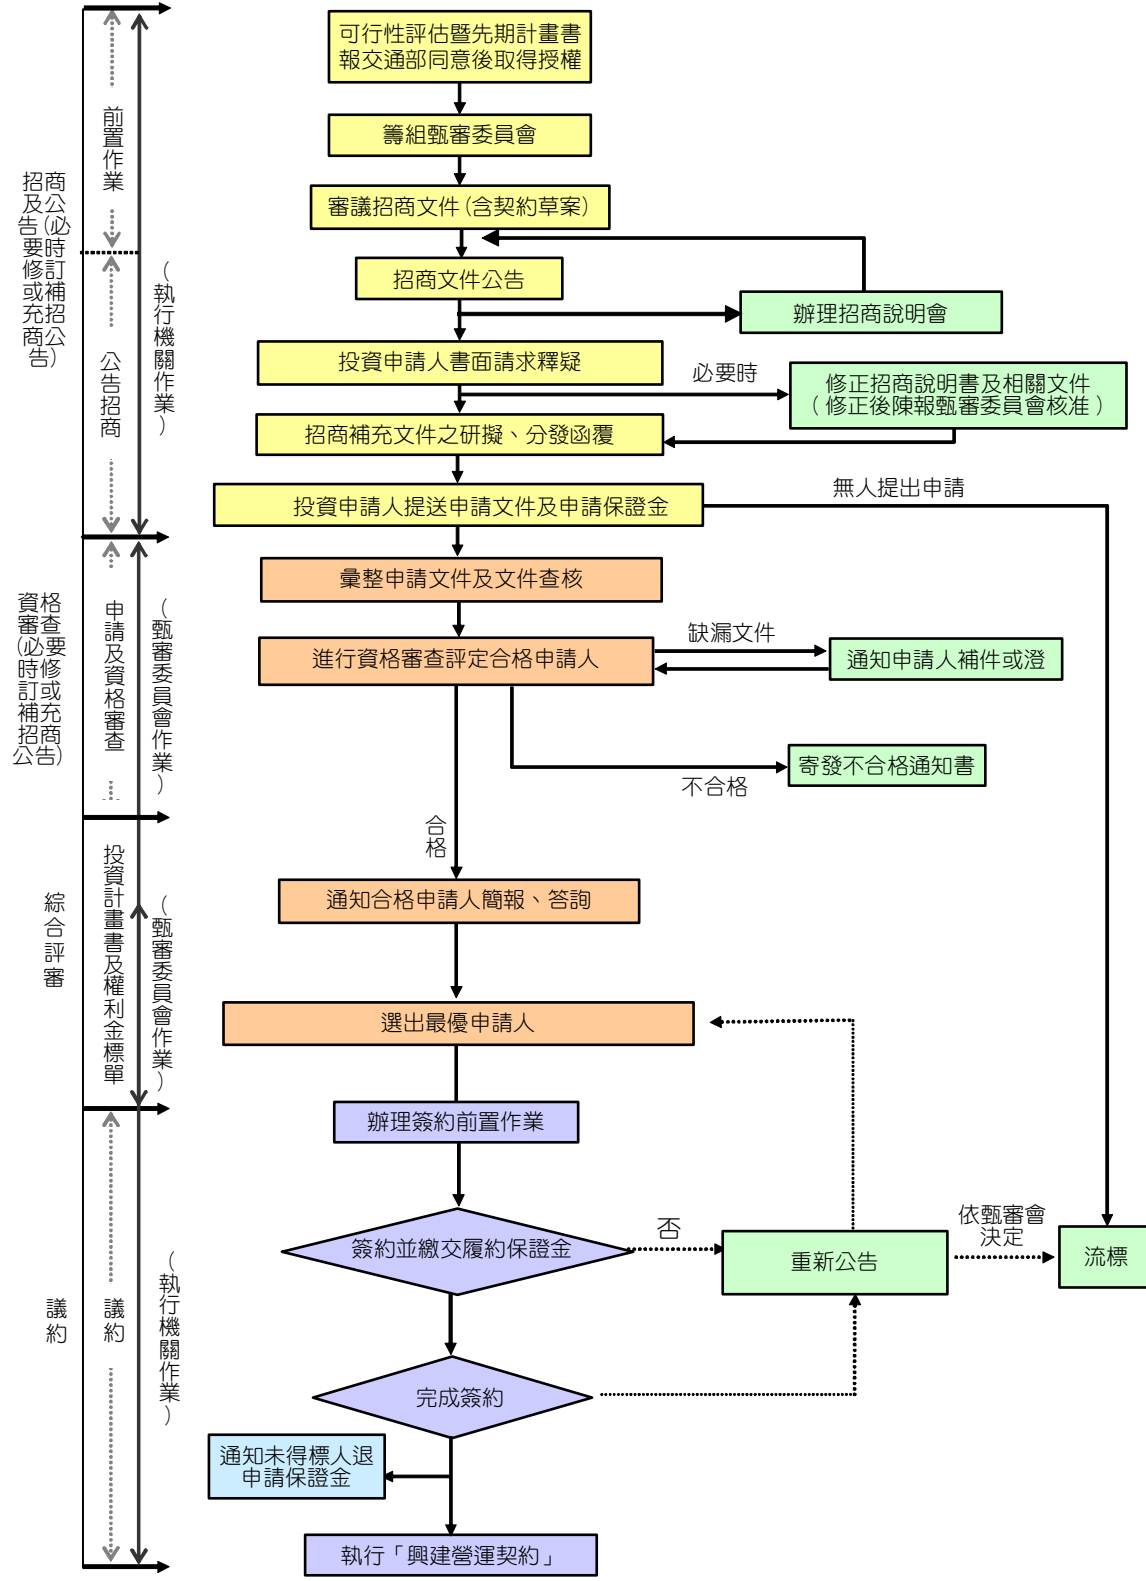 可行性評估暨先期計畫書
報交通部同意後取得授權
籌組甄審委員會
審議招商文件(含契約草案)
招商文件公告
辦理招商說明會
投資申請人書面請求釋疑
必要時
修正招商說明書及相關文件
(修正後陳報甄審委員會核准)
招商補充文件之研擬、分發函覆
無人提出申請
投資申請人提送申請文件及申請保證金
彙整申請文件及文件查核
進行資格審查評定合格申請人
缺漏文件
通知申請人補件或澄
寄發不合格通知書
不合格
合格
通知合格申請人簡報、答詢
選出最優申請人
辦理簽約前置作業
簽約並繳交履約保證金
否
重新公告
依甄審會
決定
流標
完成簽約
通知未得標人退
申請保證金
執行「興建營運契約」
招商
及公
告(必
要時
修訂
或補
充招
商公
告)
前置作業
公告招商
(執行機關作業)
資格
審查
(必要
時修
訂或
補充
招商
公告)
申請及資格審查
(甄審委員會作業)
綜合評審
投資計畫書及權利金標單
(甄審委員會作業)
議約
議約
(執行機關作業)